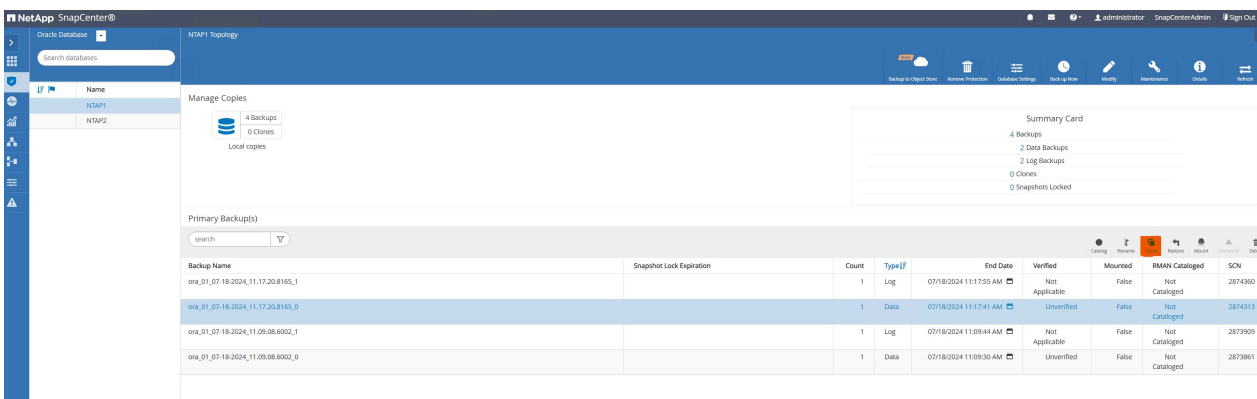 NetApp SnapCenter®
administrator SnapCenterAdmin Sign Out
Oracle Database
NTAP1 Topology
Search databases
Backup to Object Store Remove Protection Database Settings Back up Now Modify Maintenance Details Refresh
Name
NTAP1
NTAP2
Manage Copies
4 Backups
0 Clones
Local copies
Summary Card
4 Backups
2 Data Backups
2 Log Backups
0 Clones
0 Snapshots Locked
Primary Backup(s)
search
Catalog Rename Clone Restore Mount Unmount Del
Backup Name Snapshot Lock Expiration Count Type End Date Verified Mounted RMAN Cataloged SCN
ora_01_07-18-2024_11.17.20.8165_1 1 Log 07/18/2024 11:17:55 AM Not Applicable False Not Cataloged 2874360
ora_01_07-18-2024_11.17.20.8165_0 1 Data 07/18/2024 11:17:41 AM Unverified False Not Cataloged 2874313
ora_01_07-18-2024_11.09.08.6002_1 1 Log 07/18/2024 11:09:44 AM Not Applicable False Not Cataloged 2873909
ora_01_07-18-2024_11.09.08.6002_0 1 Data 07/18/2024 11:09:30 AM Unverified False Not Cataloged 2873861